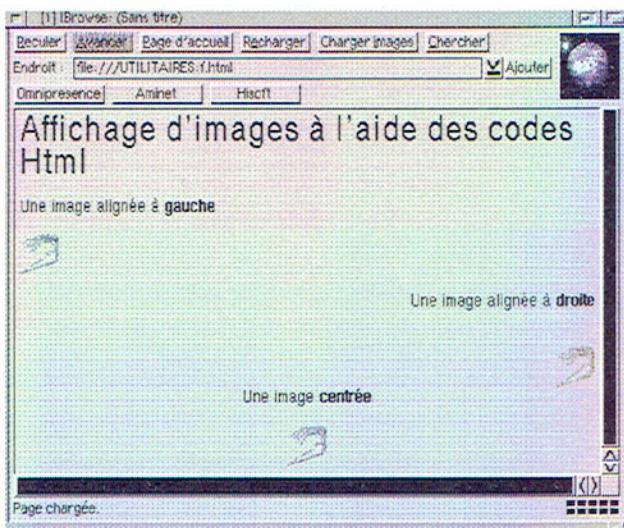 [1] IBrowse: (Sans titre)
Reculer Avancer Page d'accueil Recharger Charger images Chercher
Endroit : file:///UTILITAIRES:f.html Ajouter
Omnipresence Aminet Hisoft
Affichage d'images à l'aide des codes
Html
Une image alignée à gauche
Une image alignée à droite
Une image centrée
Page chargée.